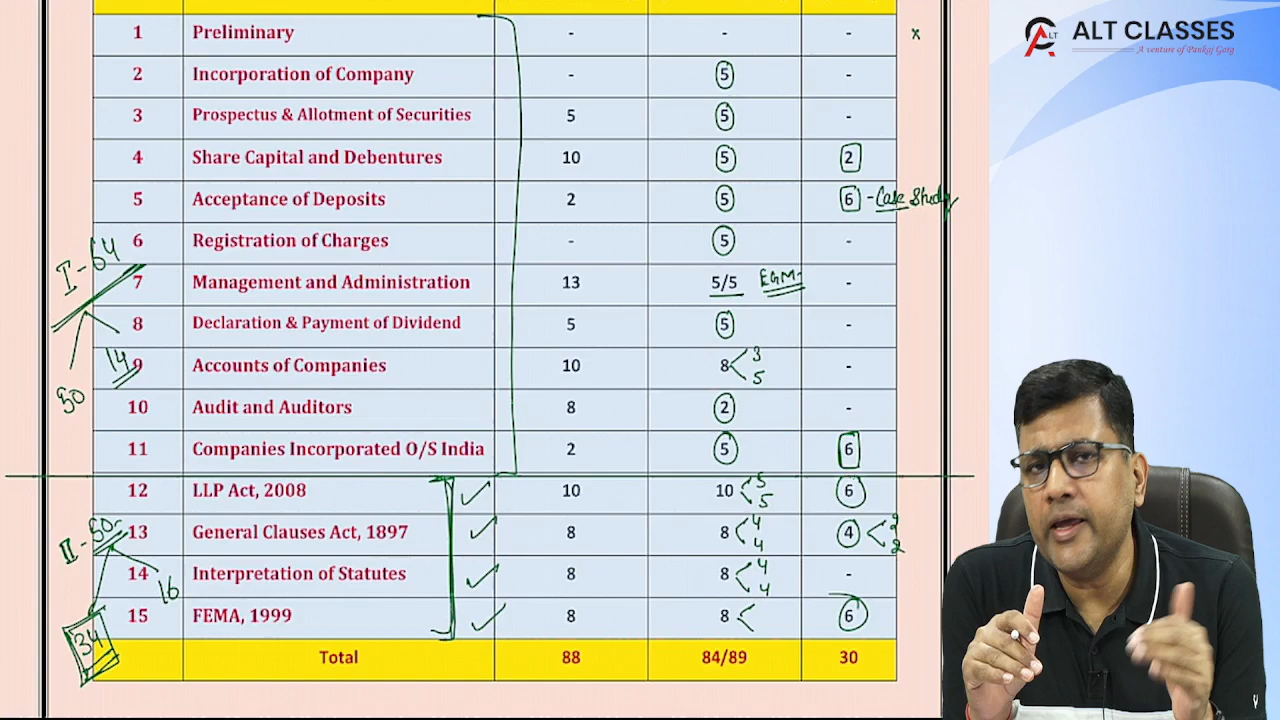 ALT CLASSES
A venture of Pankaj Garg
1 Preliminary - - - x
2 Incorporation of Company - 5 -
3 Prospectus & Allotment of Securities 5 5 -
4 Share Capital and Debentures 10 5 2
5 Acceptance of Deposits 2 5 6 - Case Study
6 Registration of Charges - 5 -
I - 64
7 Management and Administration 13 5/5 EGM -
8 Declaration & Payment of Dividend 5 5 -
50 14
9 Accounts of Companies 10 8 < 3 5 -
10 Audit and Auditors 8 2 -
11 Companies Incorporated O/S India 2 5 6
12 LLP Act, 2008 10 10 < 5 5 6
II - 50
13 General Clauses Act, 1897 8 8 < 4 4 4 < 2 2
14 Interpretation of Statutes 8 8 < 4 4 -
34 16
15 FEMA, 1999 8 8 < 6
Total 88 84/89 30